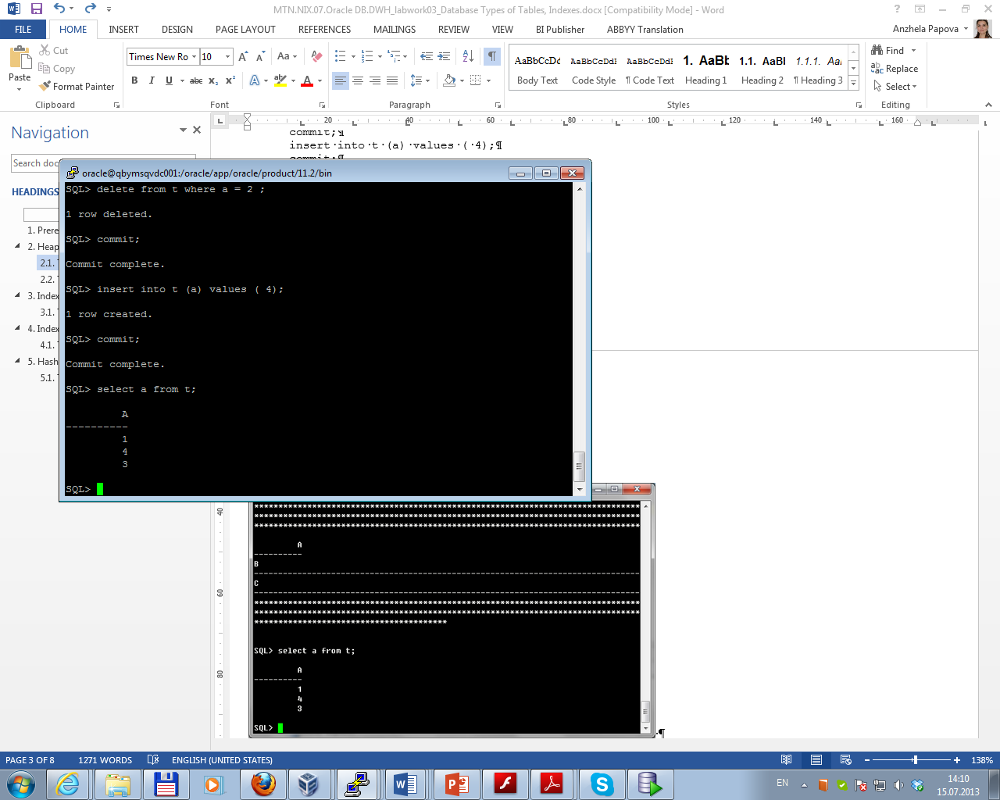 MTN.NIX.07.Oracle DB.DWH_labwork03_Database Types of Tables, Indexes.docx [Compatibility Mode] - Word
FILE HOME INSERT DESIGN PAGE LAYOUT REFERENCES MAILINGS REVIEW VIEW BI Publisher ABBYY Translation Anzhela Papova
Paste
Cut
Copy
Format Painter
Clipboard
Times New Ro 10
Font
Paragraph
AaBbCcDd AaBbCcDdI AaBbCcDdI 1. AaBb 1.1. AaBl 1.1.1. Aal
Body Text Code Style ¶ Code Text Heading 1 Heading 2 ¶ Heading 3
Styles
Find
Replace
Select
Editing
Navigation
Search doc
HEADINGS
1. Prere
2. Heap
2.1. T
2.2. T
3. Index
3.1. T
4. Index
4.1. T
5. Hash
5.1. T
20 40 60 80 100 120 140 160
commit;¶
insert·into·t·(a)·values·(·4);¶
commit;¶
oracle@qbymsqvdc001:/oracle/app/oracle/product/11.2/bin
SQL> delete from t where a = 2 ;
1 row deleted.
SQL> commit;
Commit complete.
SQL> insert into t (a) values ( 4);
1 row created.
SQL> commit;
Commit complete.
SQL> select a from t;
A
----------
1
4
3
SQL>
40
60
80
A
----------
B
C
SQL> select a from t;
A
----------
1
4
3
SQL>
·¶
PAGE 3 OF 8 1271 WORDS ENGLISH (UNITED STATES) 138%
EN 14:10
15.07.2013